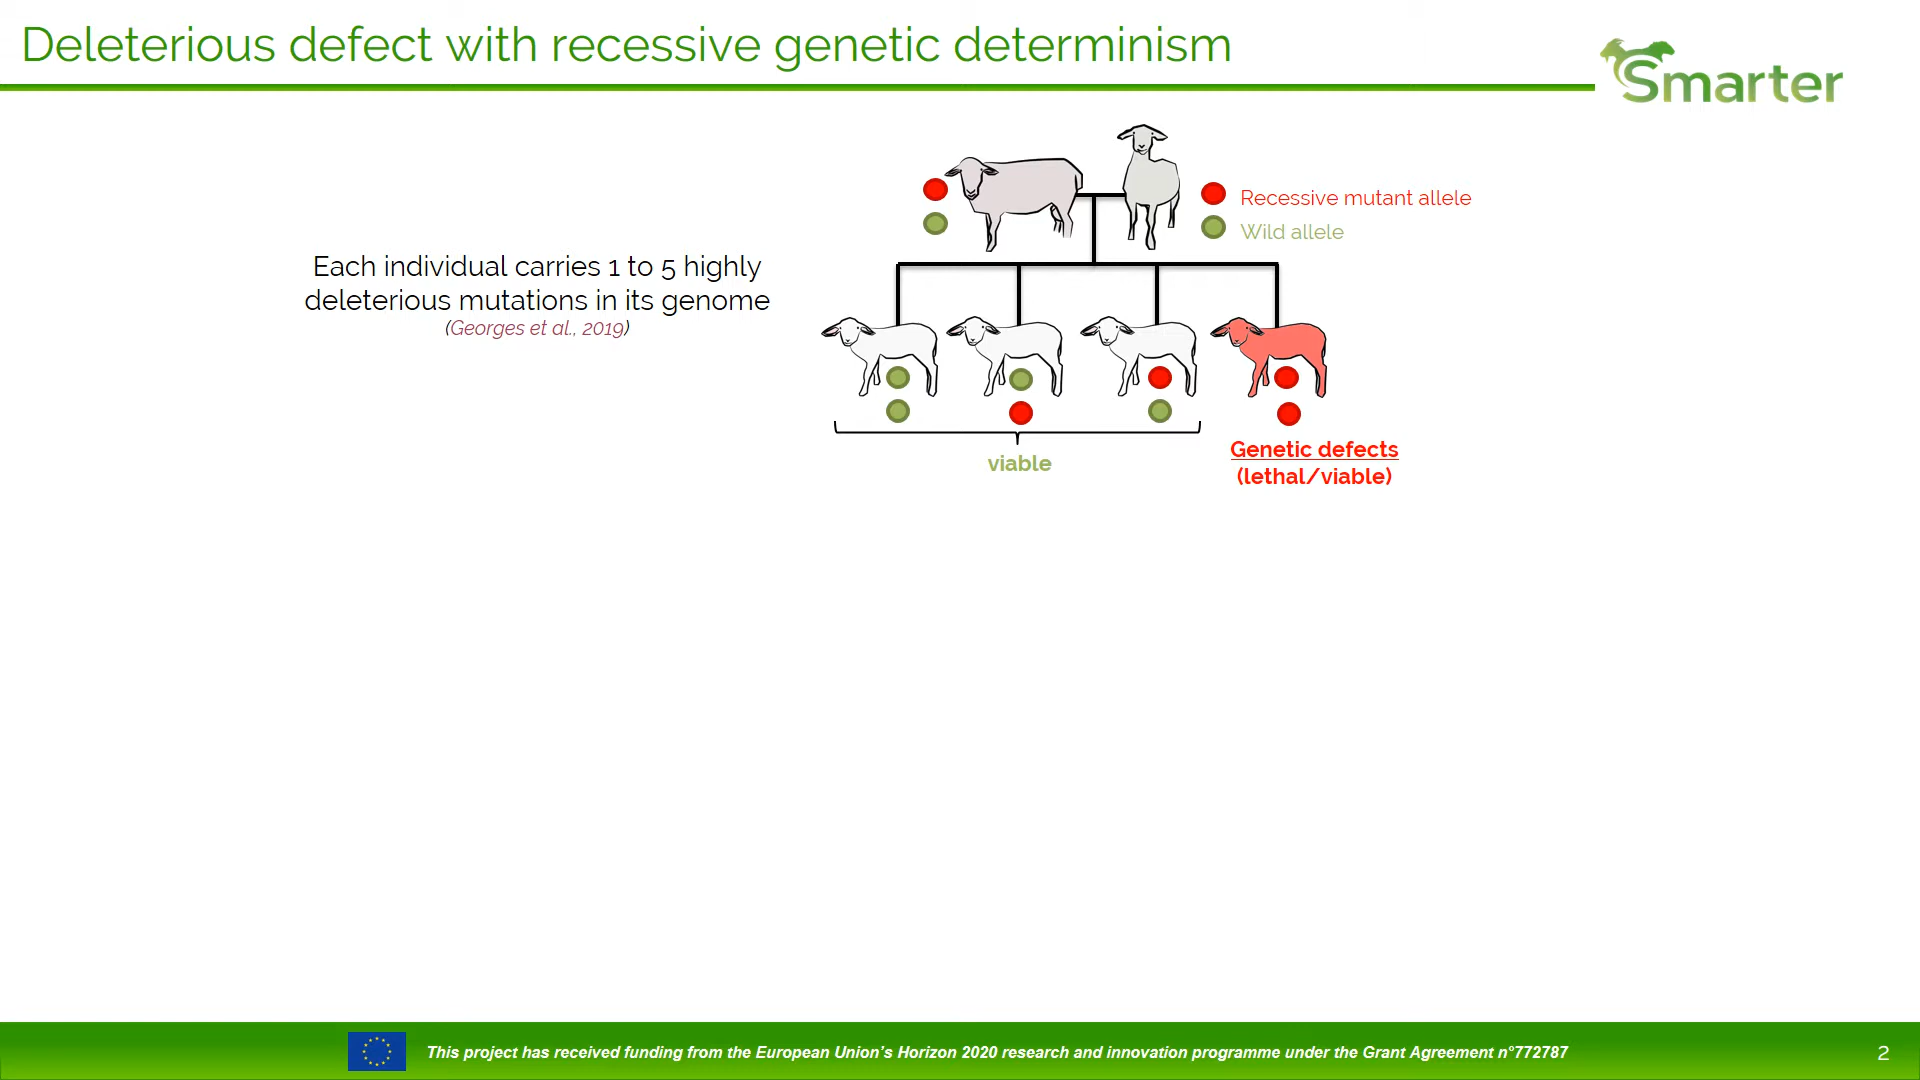 Deleterious defect with recessive genetic determinism
Smarter
Recessive mutant allele
Wild allele
Each individual carries 1 to 5 highly
deleterious mutations in its genome
(Georges et al., 2019)
viable
Genetic defects
(lethal/viable)
This project has received funding from the European Union's Horizon 2020 research and innovation programme under the Grant Agreement n°772787
2